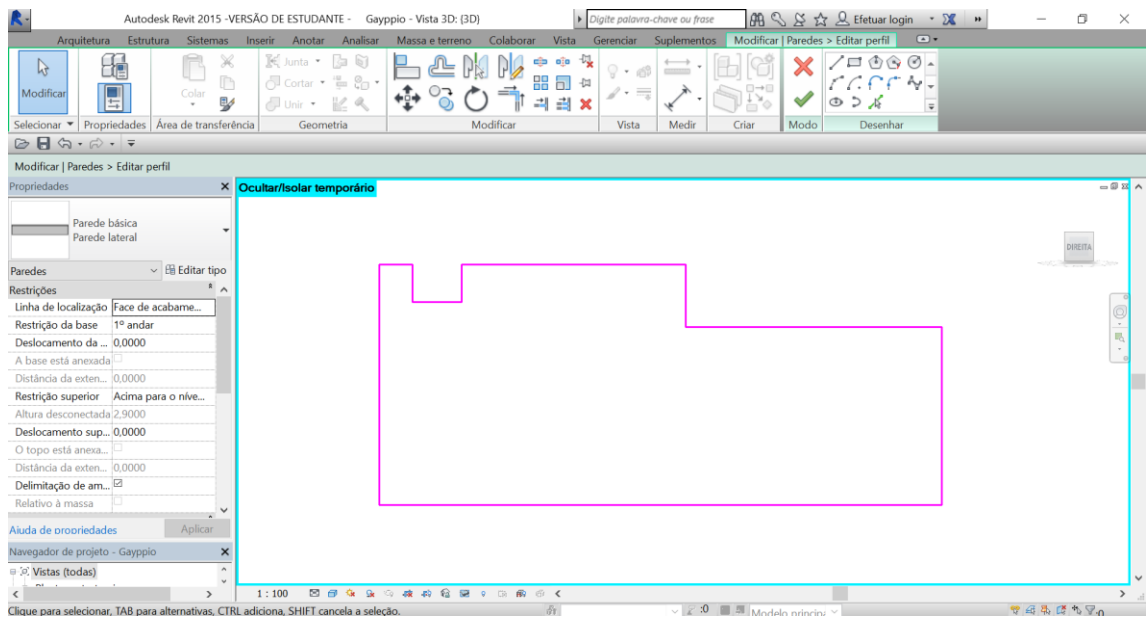 Autodesk Revit 2015 -VERSÃO DE ESTUDANTE - Gayppio - Vista 3D: {3D}
Digite palavra-chave ou frase
Efetuar login
Arquitetura Estrutura Sistemas Inserir Anotar Analisar Massa e terreno Colaborar Vista Gerenciar Suplementos Modificar | Paredes > Editar perfil
Modificar
Colar
Junta
Cortar
Unir
Selecionar Propriedades Área de transferência Geometria Modificar Vista Medir Criar Modo Desenhar
Modificar | Paredes > Editar perfil
Propriedades
Parede básica
Parede lateral
Paredes Editar tipo
Restrições
Linha de localização Face de acabame...
Restrição da base 1º andar
Deslocamento da ... 0,0000
A base está anexada
Distância da exten... 0,0000
Restrição superior Acima para o níve...
Altura desconectada 2,9000
Deslocamento sup... 0,0000
O topo está anexa...
Distância da exten... 0,0000
Delimitação de am...
Relativo à massa
Ajuda de propriedades Aplicar
Navegador de projeto - Gayppio
Vistas (todas)
Ocultar/Isolar temporário
DIREITA
1 : 100
Clique para selecionar, TAB para alternativas, CTRL adiciona, SHIFT cancela a seleção.
:0
Modelo principa
:0